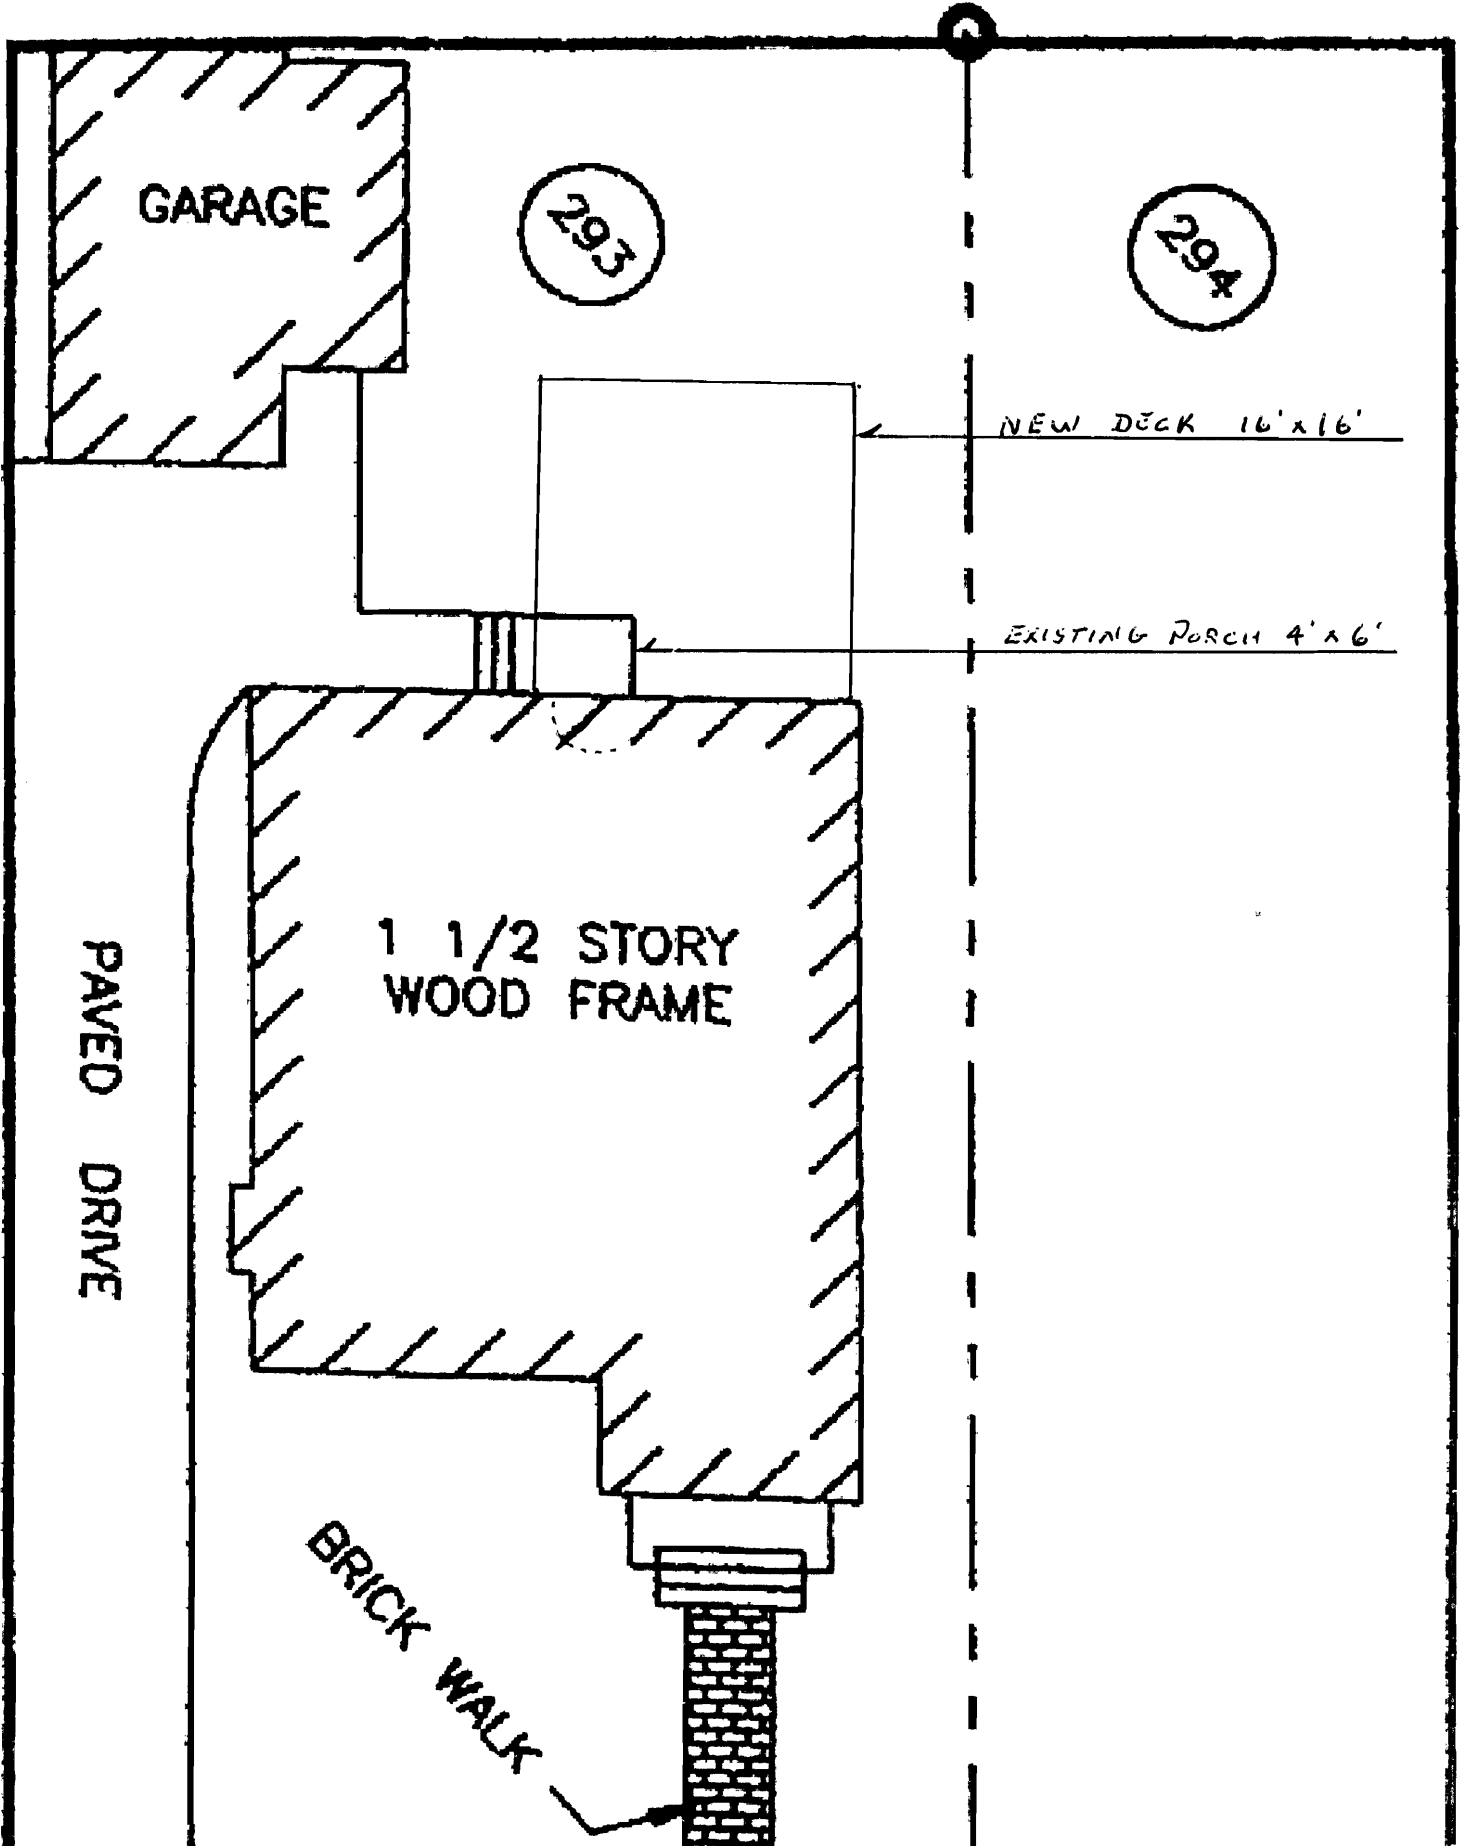 GARAGE
293
294
NEW DECK 16'x16'
EXISTING PORCH 4'x6'
1 1/2 STORY
WOOD FRAME
PAVED DRIVE
BRICK WALK